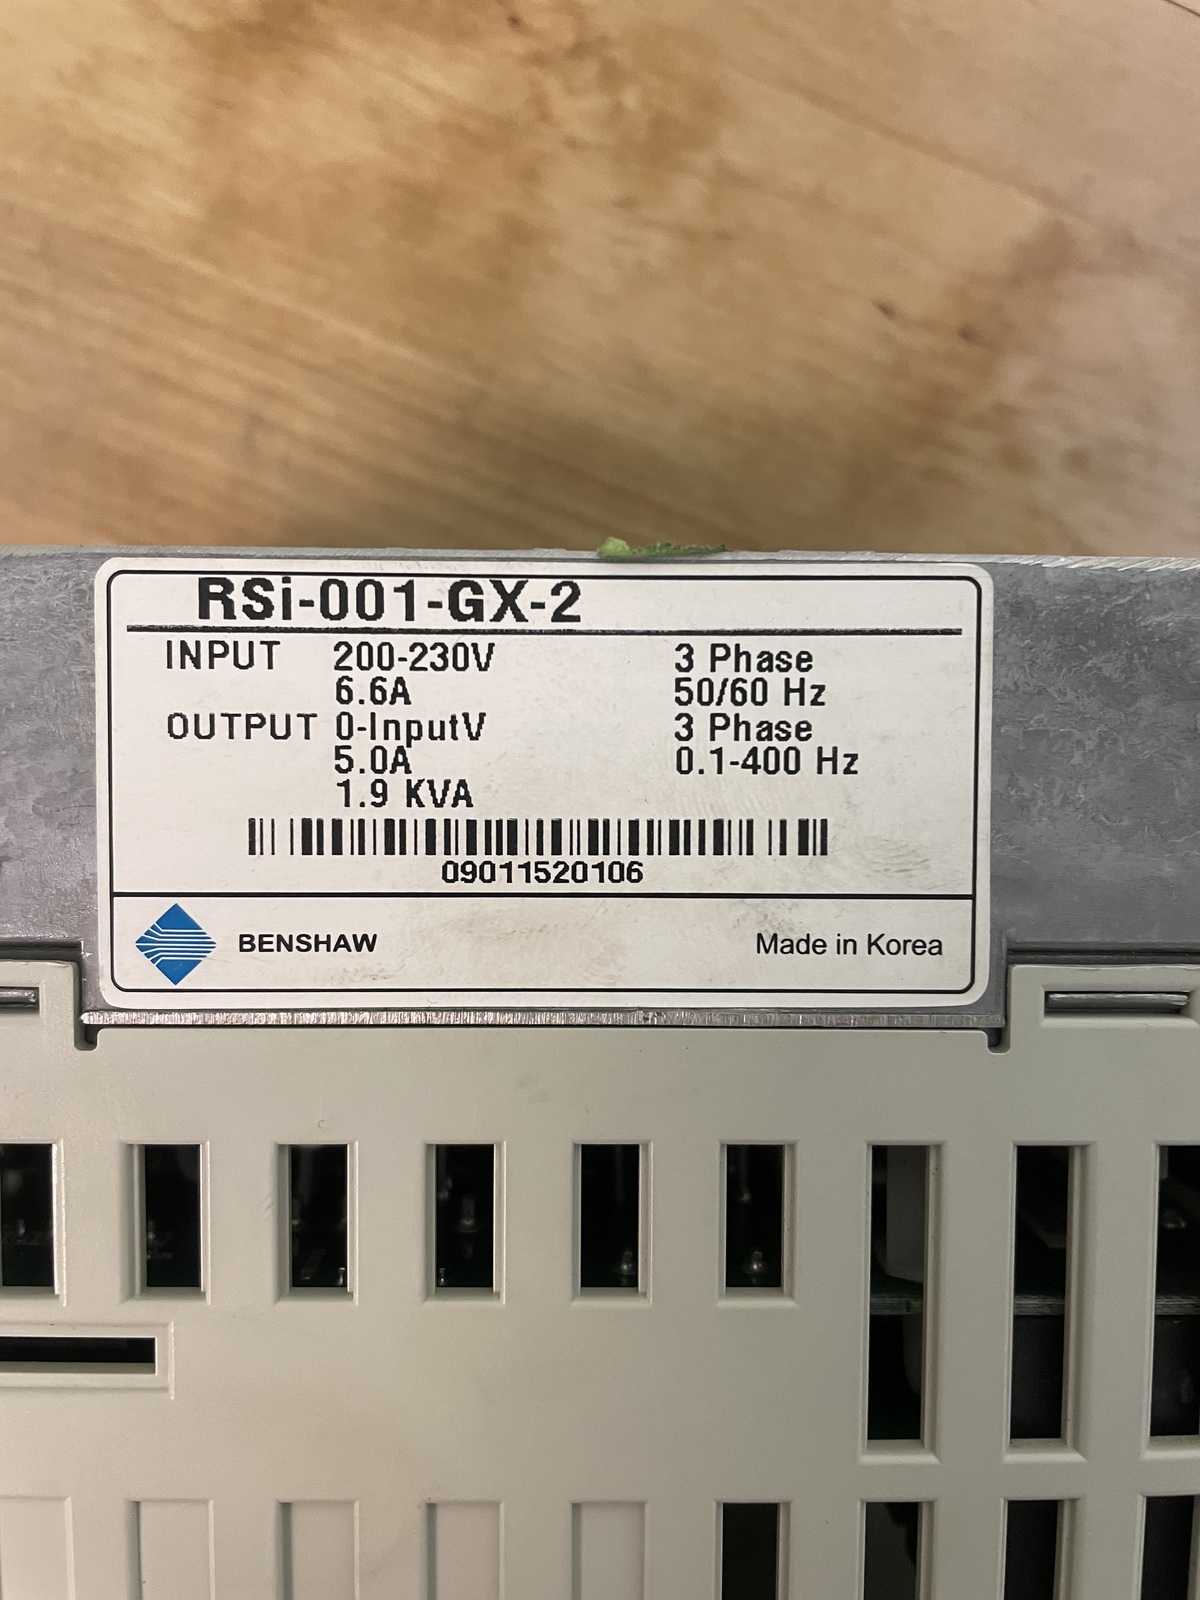 RSi-001-GX-2
INPUT 200-230V 3 Phase
6.6A 50/60 Hz
OUTPUT 0-InputV 3 Phase
5.0A 0.1-400 Hz
1.9 KVA
09011520106
BENSHAW Made in Korea